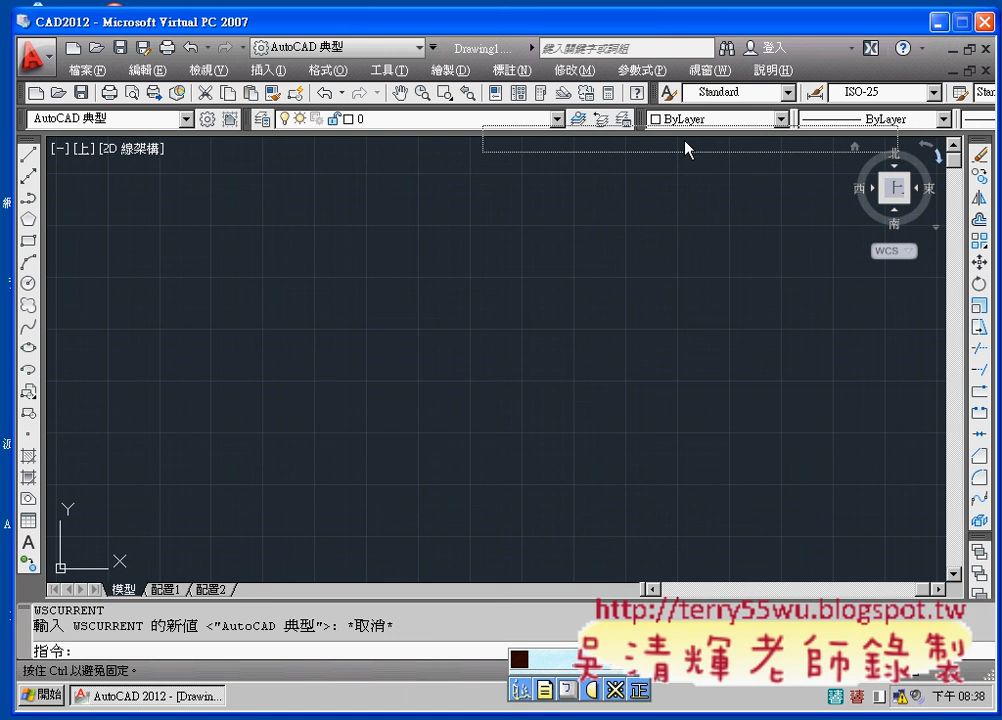 CAD2012 - Microsoft Virtual PC 2007
AutoCAD 典型
Drawing1....
鍵入關鍵字或詞組
登入
檔案(F) 編輯(E) 檢視(V) 插入(I) 格式(O) 工具(T) 繪製(D) 標註(N) 修改(M) 參數式(P) 視窗(W) 說明(H)
Standard
ISO-25
Star
AutoCAD 典型
0
ByLayer
ByLayer
[−] [上] [2D 線架構]
北
西
上
東
南
WCS
Y
X
模型 配置1 配置2
WSCURRENT
輸入 WSCURRENT 的新值 <"AutoCAD 典型">: *取消*
指令:
按住 Ctrl 以避免固定。
http://terry55wu.blogspot.tw
吳清輝老師錄製
開始
AutoCAD 2012 - [Drawin...
正
下午 08:38